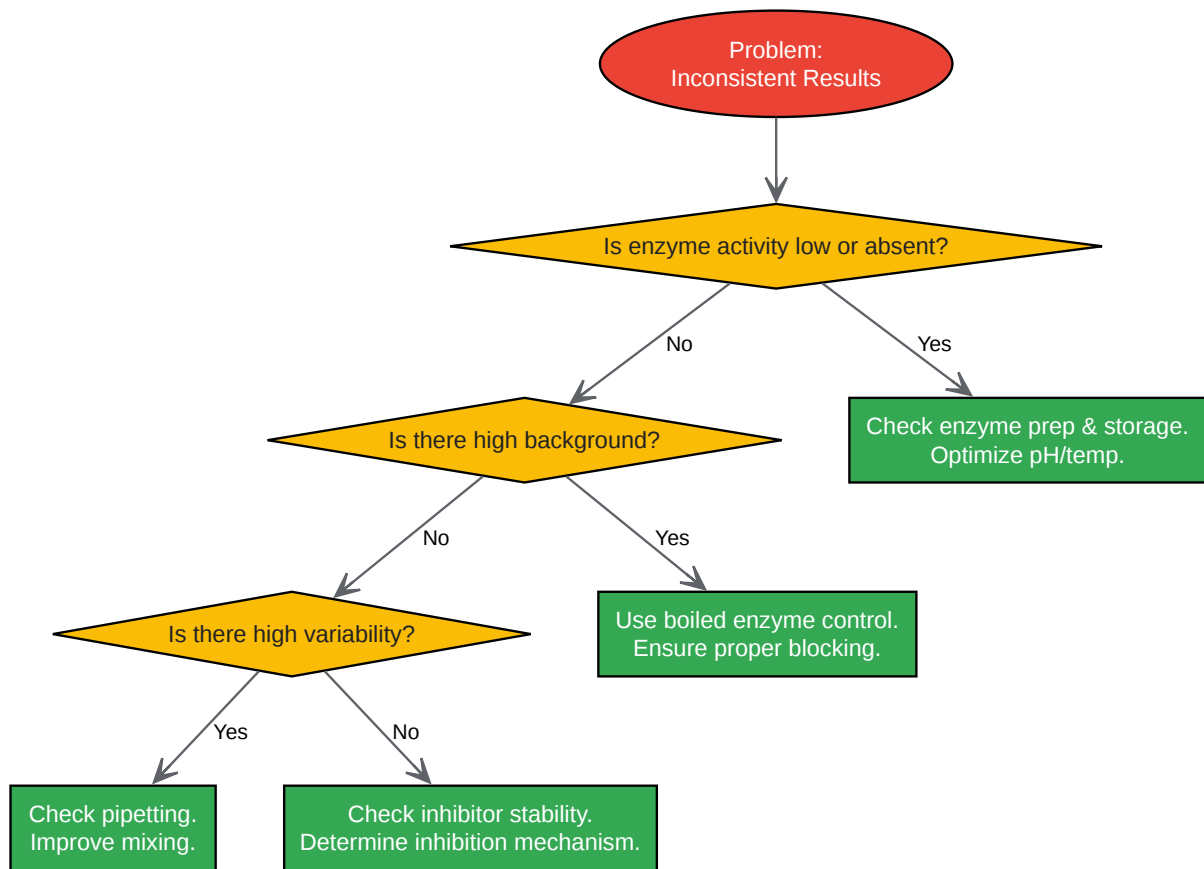 Problem:
Inconsistent Results
Is enzyme activity low or absent?
No
Yes
Is there high background?
Check enzyme prep & storage.
Optimize pH/temp.
No
Yes
Is there high variability?
Use boiled enzyme control.
Ensure proper blocking.
Yes
No
Check pipetting.
Improve mixing.
Check inhibitor stability.
Determine inhibition mechanism.